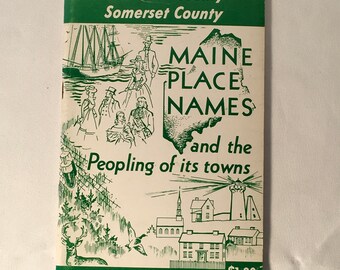 Somerset County
MAINE
PLACE
NAMES
and the
Peopling of its towns